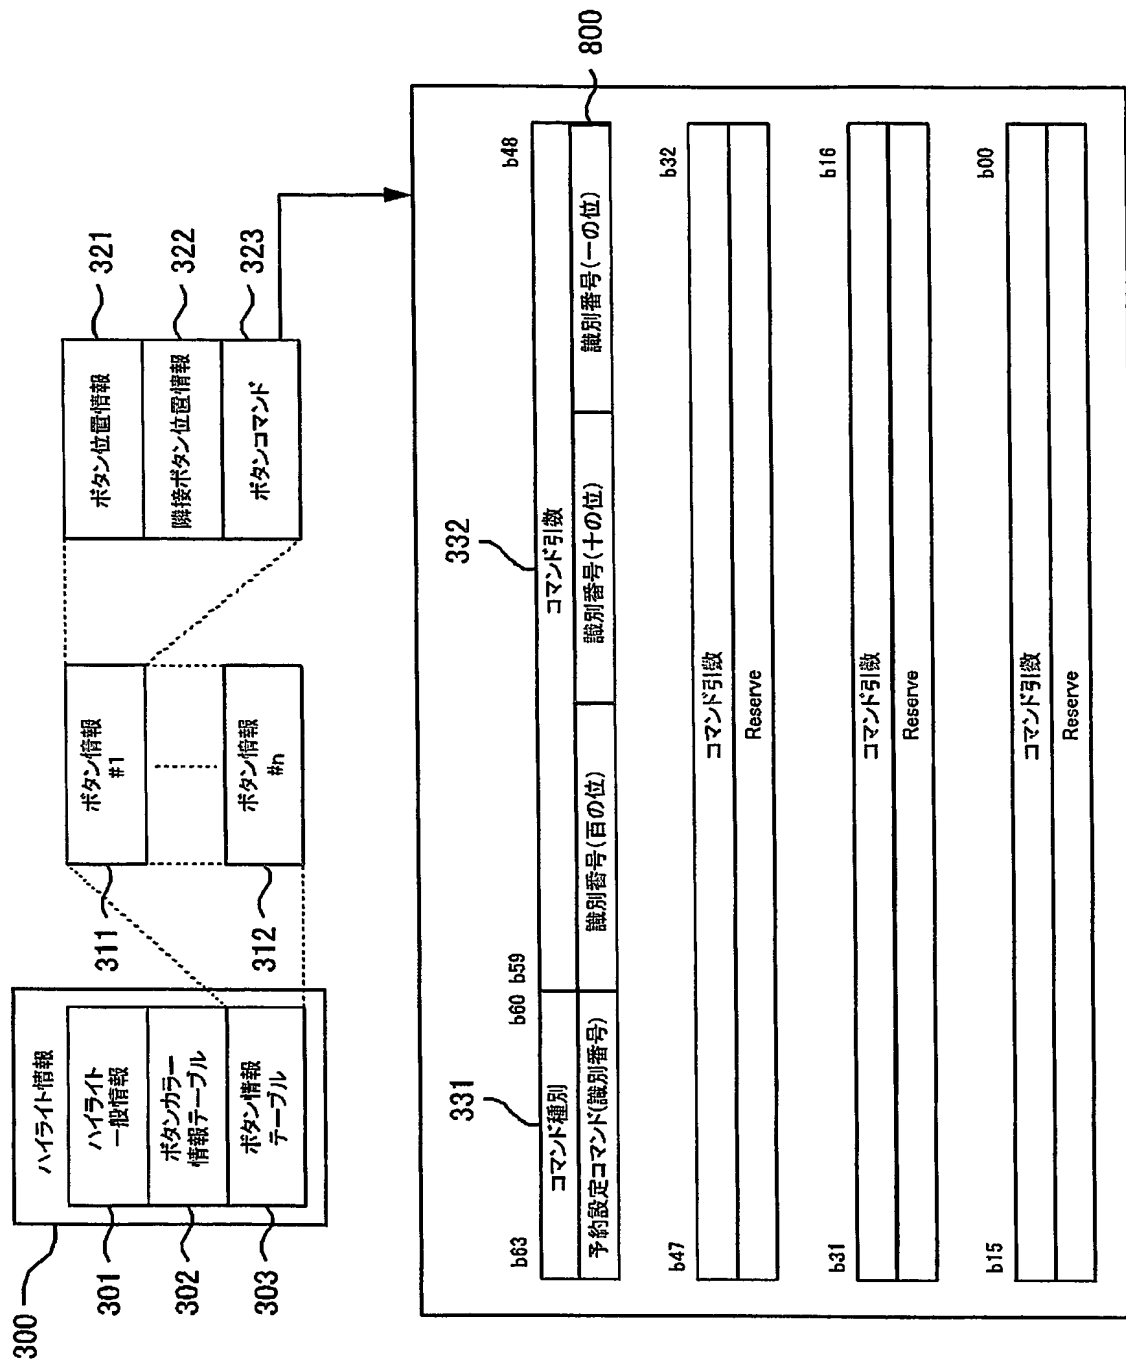 300
ハイライト情報
301
ハイライト
一般情報
302
ボタンカラー
情報テーブル
303
ボタン情報
テーブル
311
ボタン情報
#1
312
ボタン情報
#n
321
ボタン位置情報
322
隣接ボタン位置情報
323
ボタンコマンド
331
332
800
b63
b60
b59
b48
コマンド種別
コマンド引数
予約設定コマンド(識別番号)
識別番号(百の位)
識別番号(十の位)
識別番号(一の位)
b47
b32
コマンド引数
Reserve
b31
b16
コマンド引数
Reserve
b15
b00
コマンド引数
Reserve